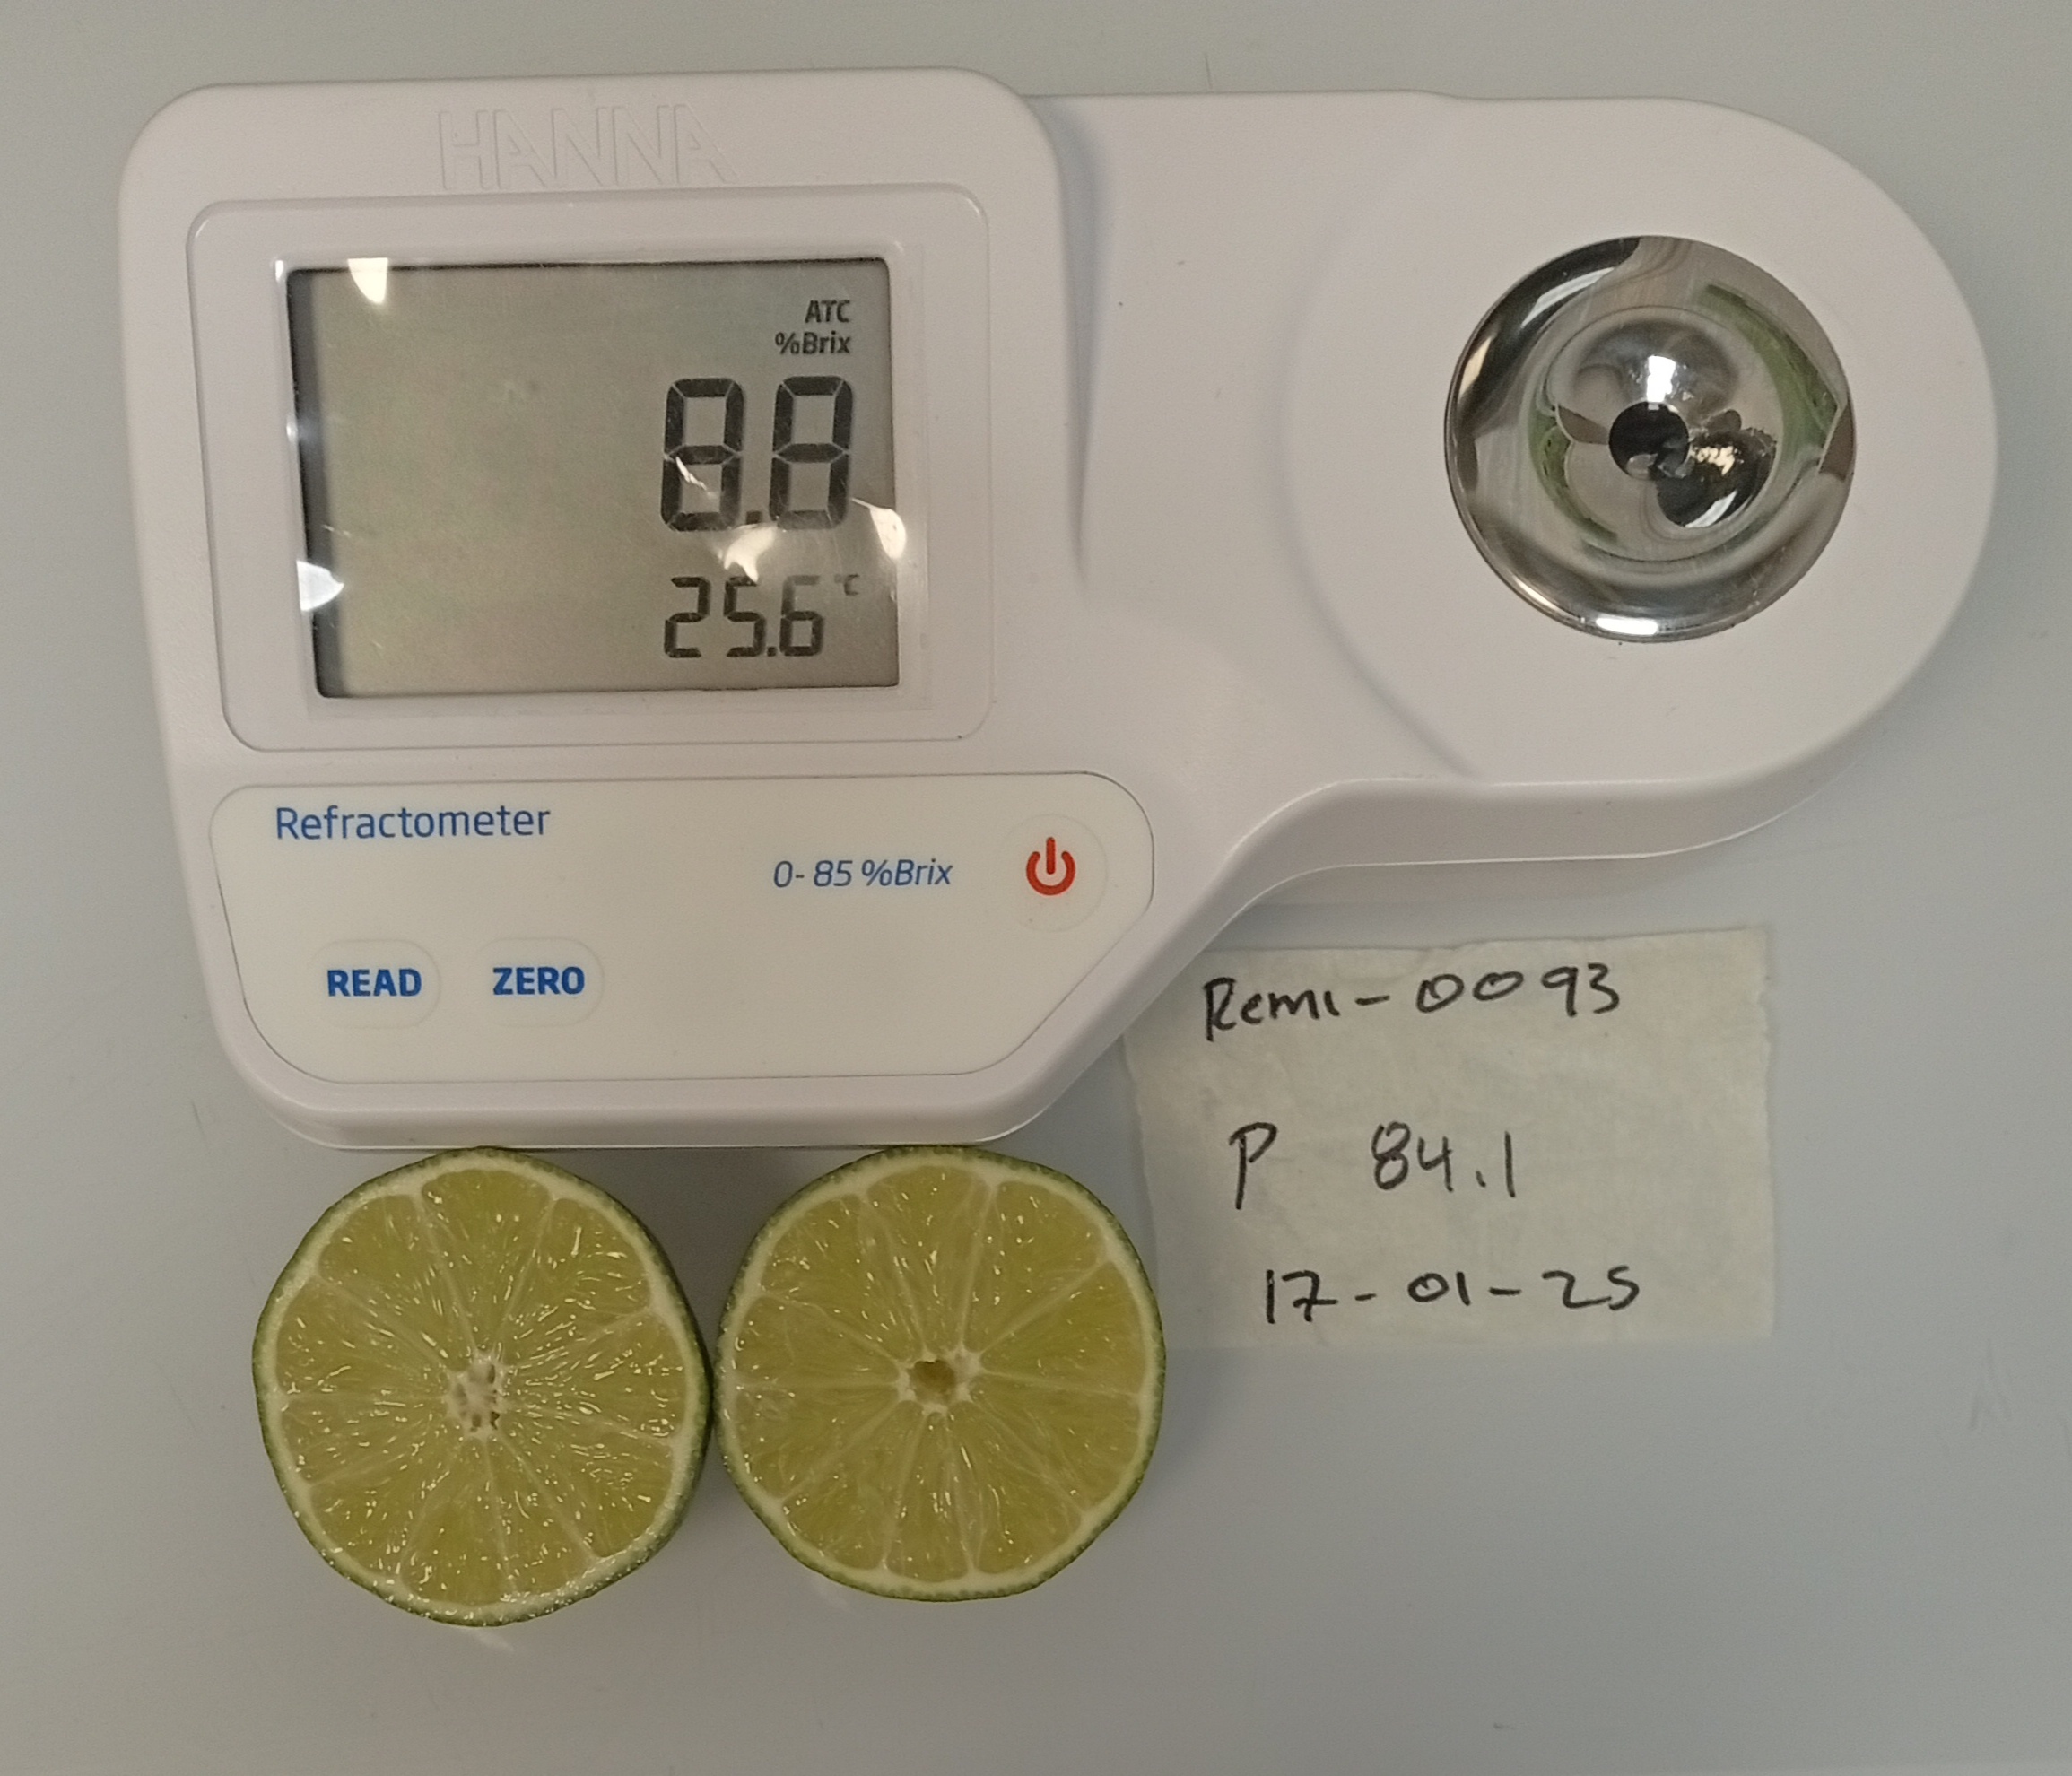 HANNA
ATC
%Brix
8.8
25.6 °C
Refractometer
0-85 %Brix
READ ZERO
Remi-0093
P 84.1
17-01-25